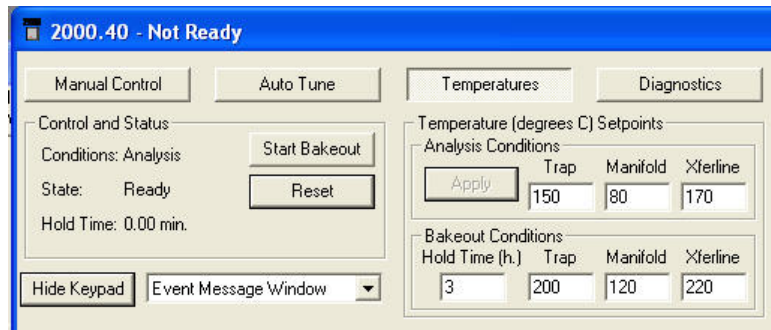 2000.40 - Not Ready
Manual Control
Auto Tune
Temperatures
Diagnostics
Control and Status
Conditions: Analysis
Start Bakeout
State: Ready
Reset
Hold Time: 0.00 min.
Hide Keypad
Event Message Window
Temperature (degrees C) Setpoints
Analysis Conditions
Trap Manifold Xferline
Apply 150 80 170
Bakeout Conditions
Hold Time (h.) Trap Manifold Xferline
3 200 120 220